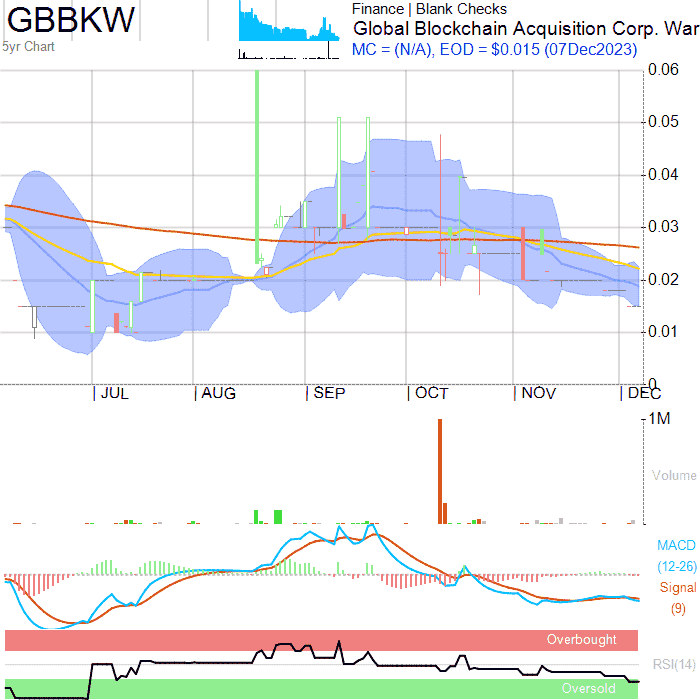 GBBKW
5yr Chart
Finance | Blank Checks
Global Blockchain Acquisition Corp. War
MC = (N/A), EOD = $0.015 (07Dec2023)
0.06
0.05
0.04
0.03
0.02
0.01
0
JUL AUG SEP OCT NOV DEC
1M
Volume
MACD
(12-26)
Signal
(9)
Overbought
RSI(14)
Oversold